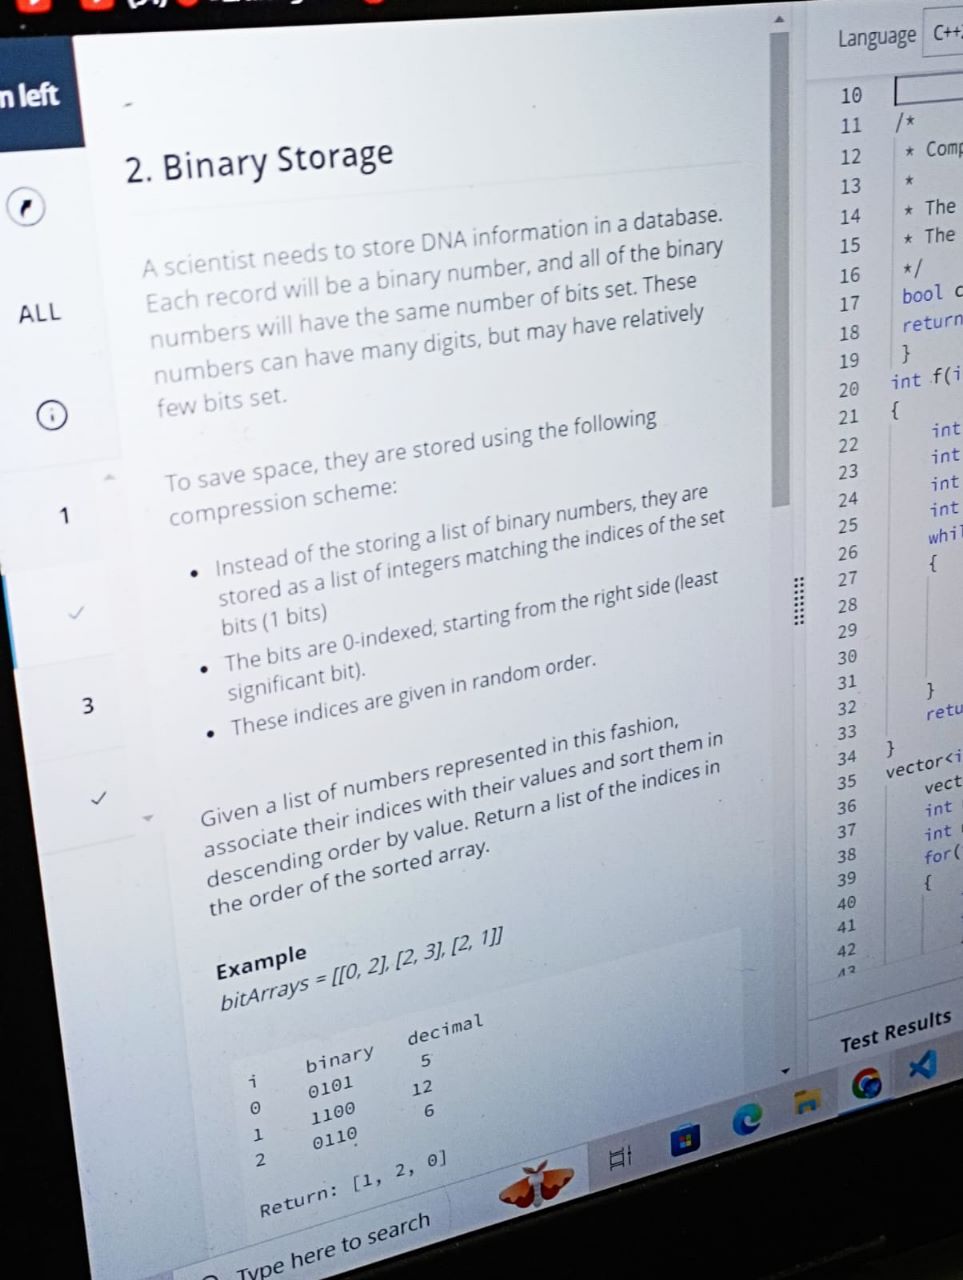 n left
ALL
1
3
2. Binary Storage
A scientist needs to store DNA information in a database.
Each record will be a binary number, and all of the binary
numbers will have the same number of bits set. These
numbers can have many digits, but may have relatively
few bits set.
To save space, they are stored using the following
compression scheme:
• Instead of the storing a list of binary numbers, they are
stored as a list of integers matching the indices of the set
bits (1 bits)
• The bits are 0-indexed, starting from the right side (least
significant bit).
• These indices are given in random order.
Given a list of numbers represented in this fashion,
associate their indices with their values and sort them in
descending order by value. Return a list of the indices in
the order of the sorted array.
Example
bitArrays = [[0, 2], [2, 3], [2, 1]]
i binary decimal
0 0101 5
1 1100 12
2 0110 6
Return: [1, 2, 0]
Language C++
10
11 /*
12 * Comp
13 *
14 * The
15 * The
16 */
17 bool c
18 return
19 }
20 int f(i
21 {
22 int
23 int
24 int
25 int
26 whil
27 {
28
29
30
31
32 }
33 retu
34 }
35 vector<i
36 vect
37 int
38 int
39 for(
40 {
41
42
43
Test Results
Type here to search